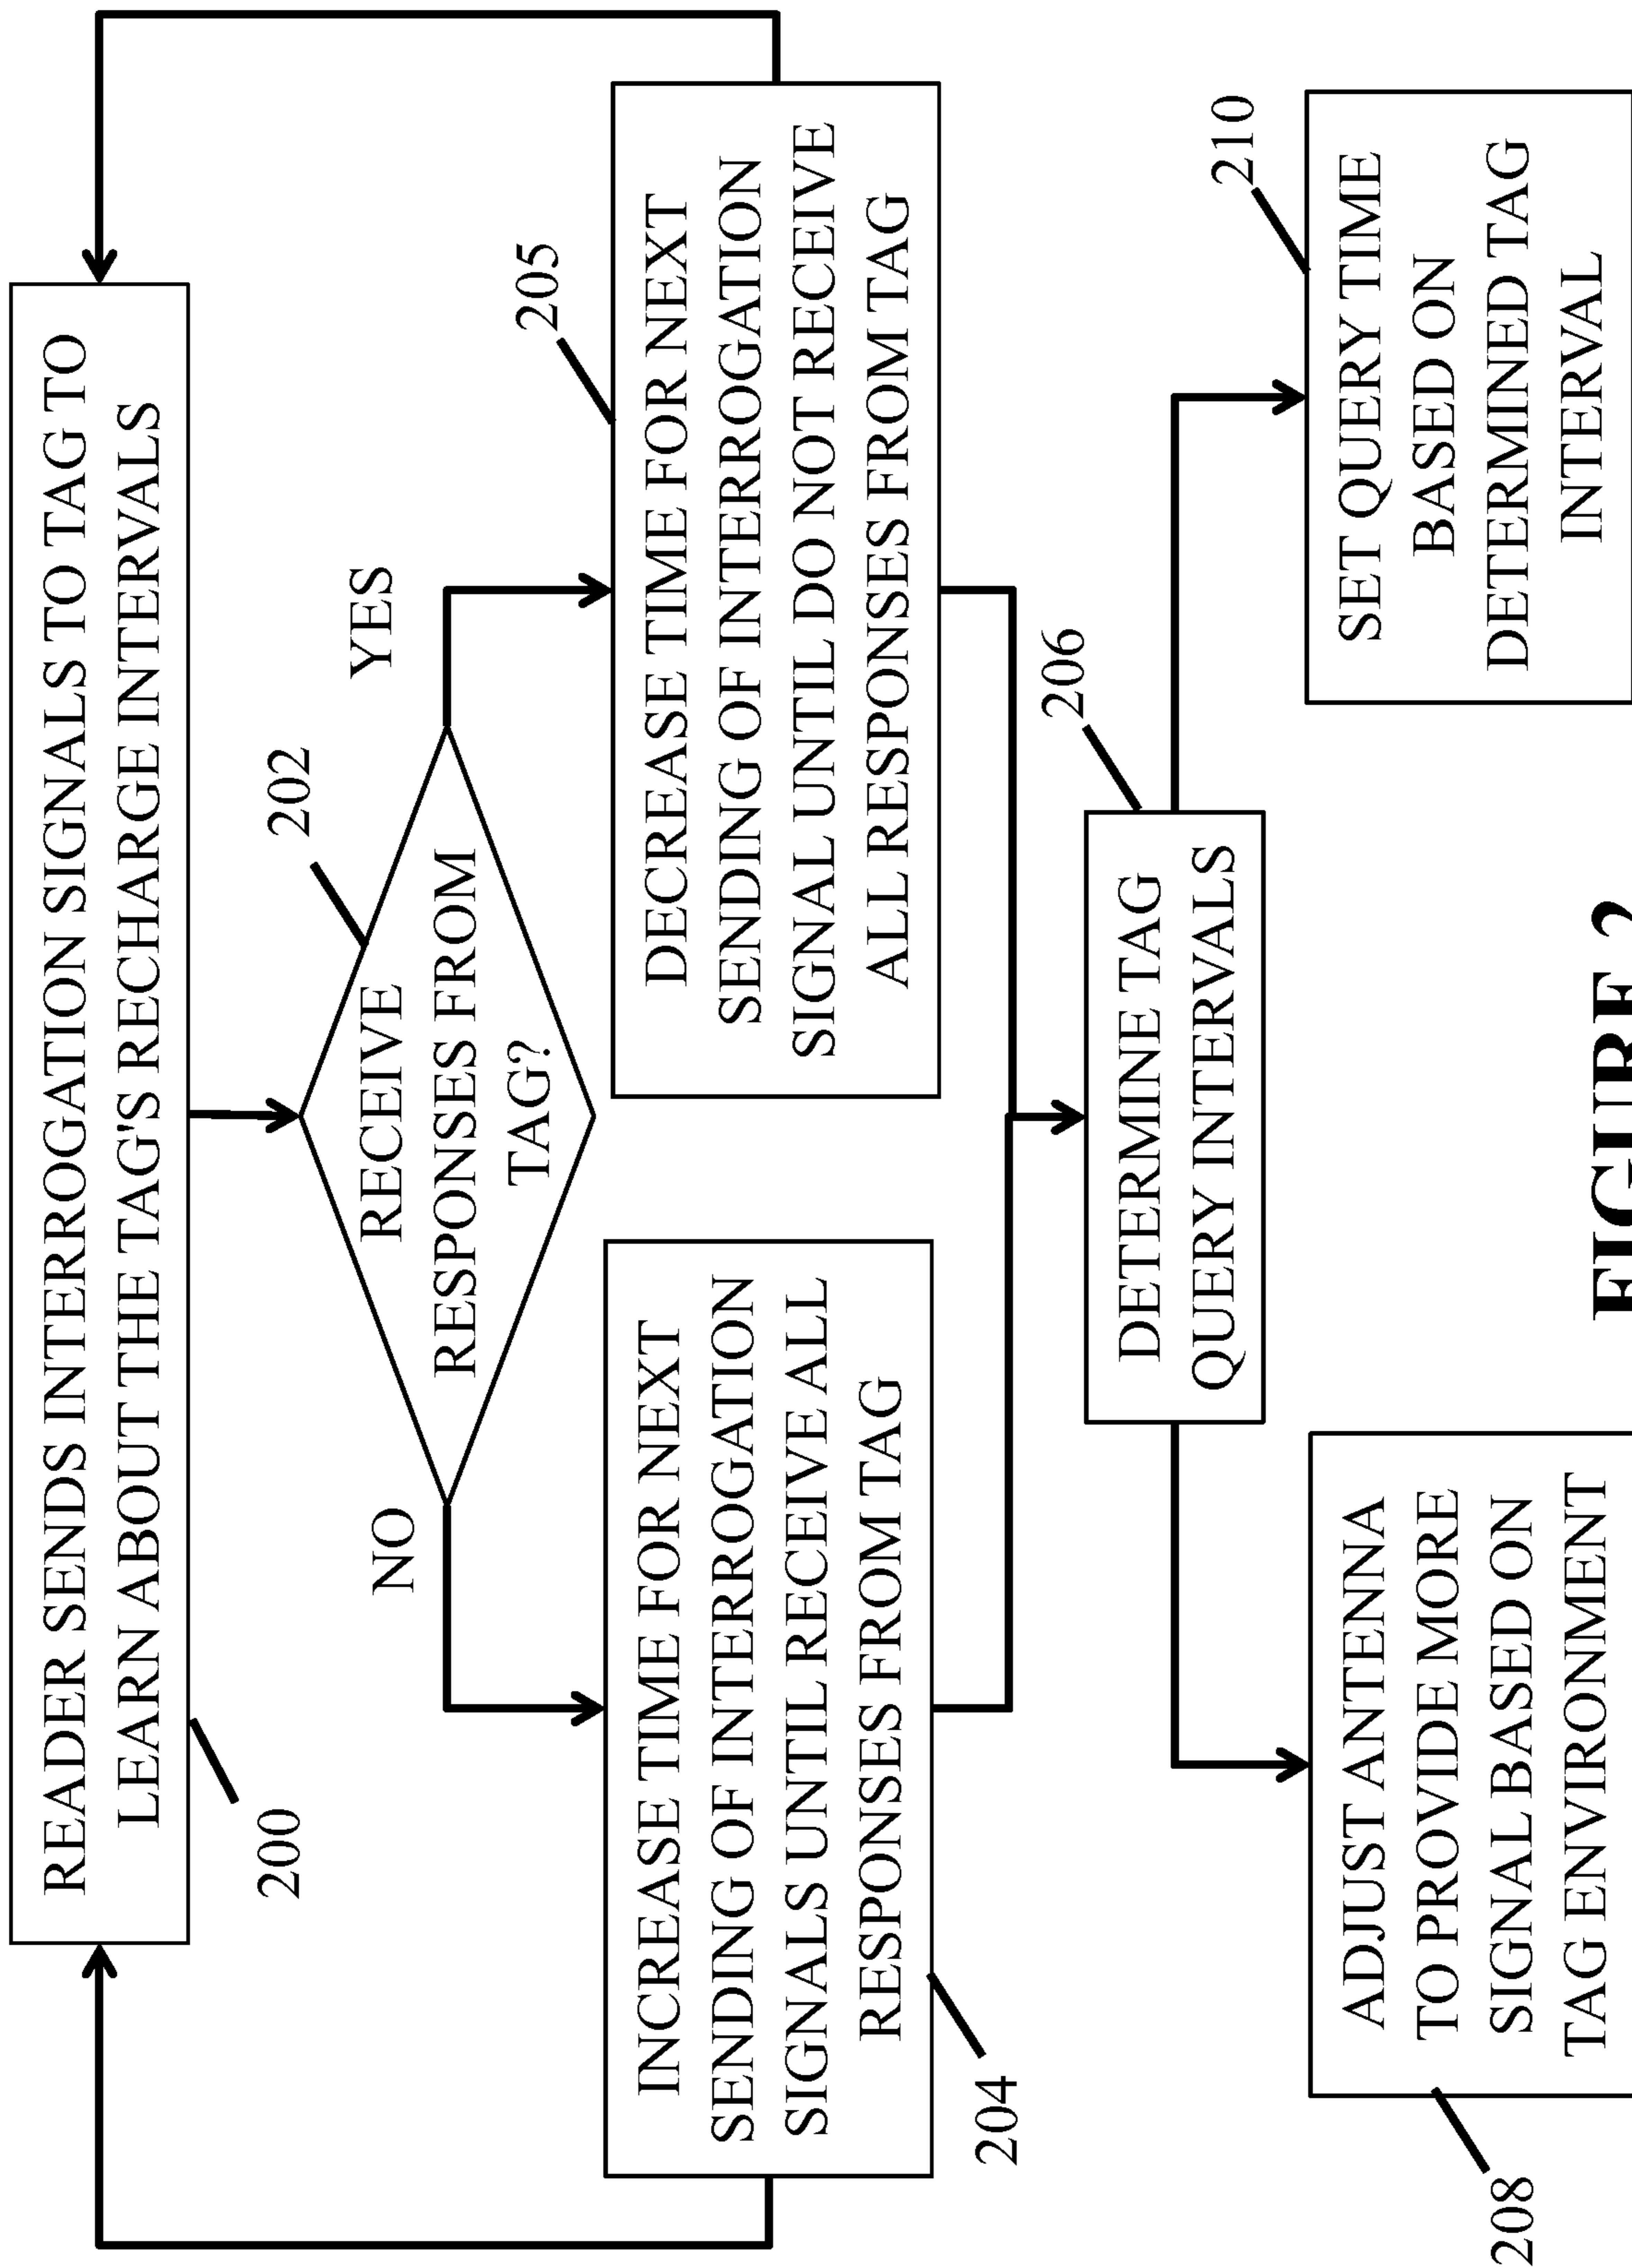 READER SENDS INTERROGATION SIGNALS TO TAG TO
LEARN ABOUT THE TAG'S RECHARGE INTERVALS
200
202
RECEIVE
RESPONSES FROM
TAG?
NO
YES
INCREASE TIME FOR NEXT
SENDING OF INTERROGATION
SIGNALS UNTIL RECEIVE ALL
RESPONSES FROM TAG
204
205
DECREASE TIME FOR NEXT
SENDING OF INTERROGATION
SIGNAL UNTIL DO NOT RECEIVE
ALL RESPONSES FROM TAG
206
DETERMINE TAG
QUERY INTERVALS
ADJUST ANTENNA
TO PROVIDE MORE
SIGNAL BASED ON
TAG ENVIRONMENT
208
210
SET QUERY TIME
BASED ON
DETERMINED TAG
INTERVAL
FIGURE 2